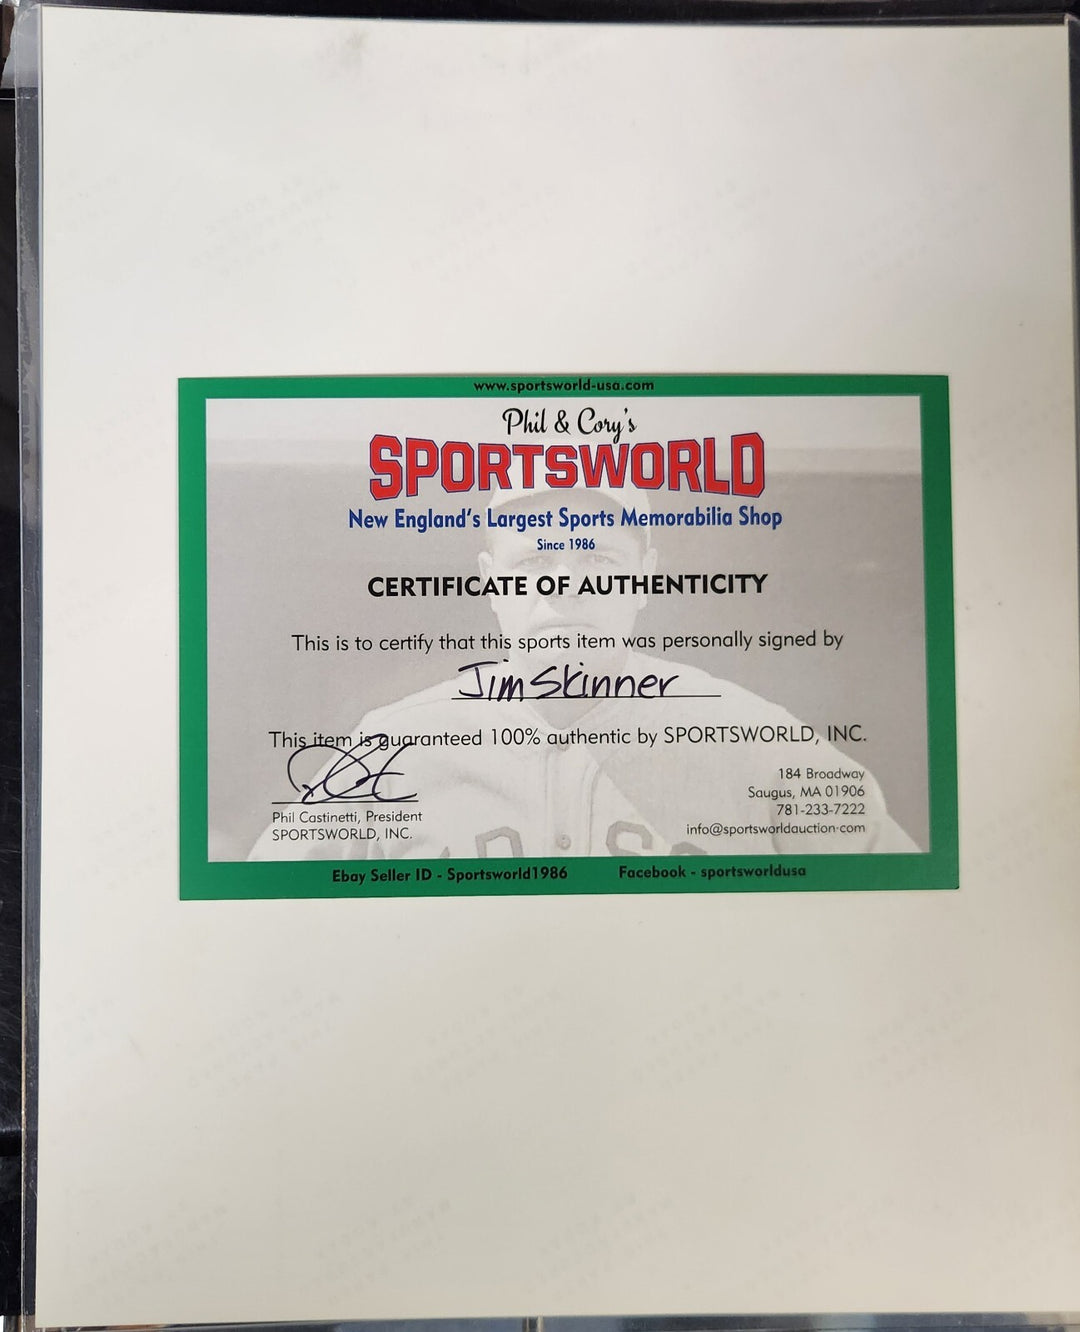 www.sportsworld-usa.com
Phil & Cory's
SPORTSWORLD
New England's Largest Sports Memorabilia Shop
Since 1986
CERTIFICATE OF AUTHENTICITY
This is to certify that this sports item was personally signed by
Jim Skinner
This item is guaranteed 100% authentic by SPORTSWORLD, INC.
Phil Castinetti, President
SPORTSWORLD, INC.
184 Broadway
Saugus, MA 01906
781-233-7222
info@sportsworldauction.com
Ebay Seller ID - Sportsworld1986
Facebook - sportsworldusa